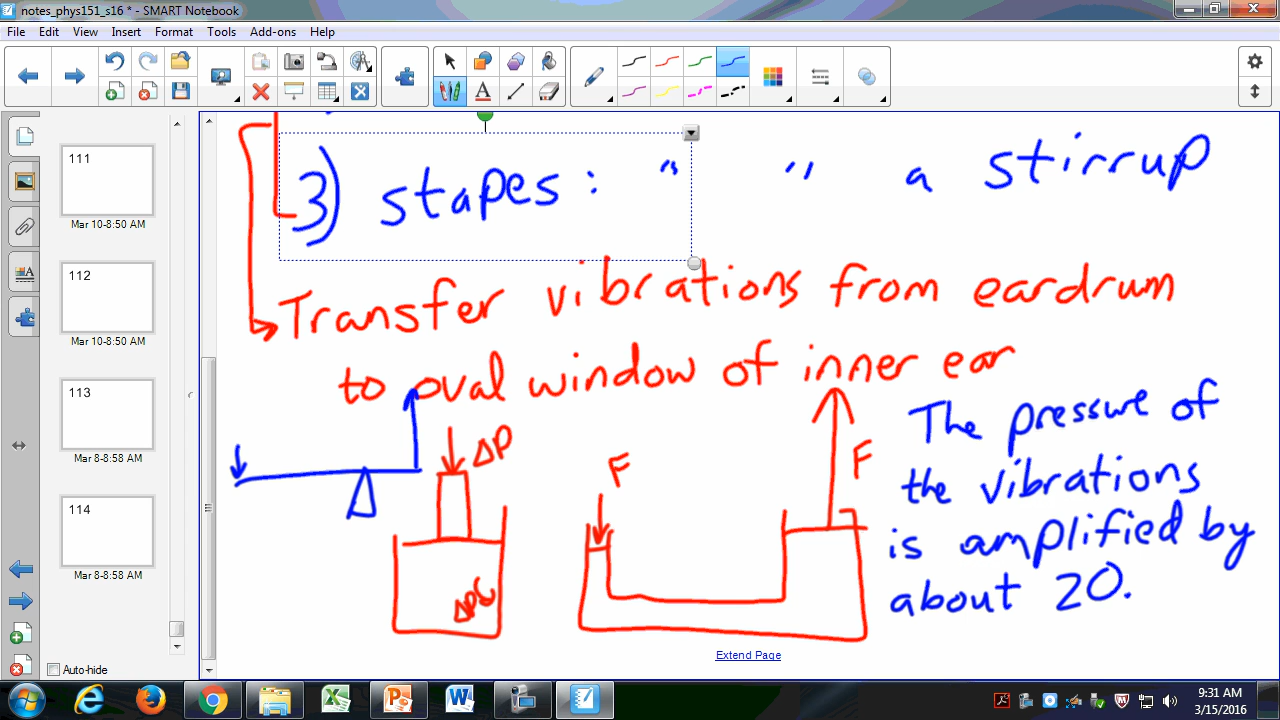 notes_phys151_s16 * - SMART Notebook
File Edit View Insert Format Tools Add-ons Help
111
Mar 10-8:50 AM
112
Mar 10-8:50 AM
113
Mar 8-8:58 AM
114
Mar 8-8:58 AM
Auto-hide
3) stapes : " " a stirrup
Transfer vibrations from eardrum
to oval window of inner ear
ΔP
F
F
The pressure of
the vibrations
is amplified by
about 20.
Extend Page
9:31 AM
3/15/2016